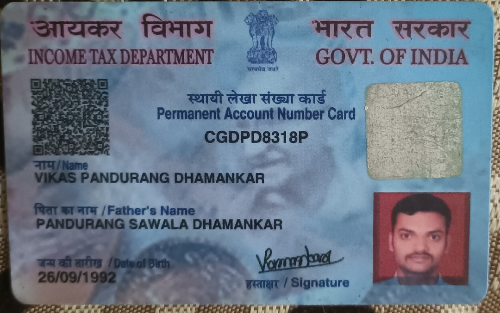 आयकर विभाग
INCOME TAX DEPARTMENT
सत्यमेव जयते
भारत सरकार
GOVT. OF INDIA
स्थायी लेखा संख्या कार्ड
Permanent Account Number Card
CGDPD8318P
नाम/Name
VIKAS PANDURANG DHAMANKAR
पिता का नाम/Father's Name
PANDURANG SAWALA DHAMANKAR
जन्म की तारीख/Date of Birth
26/09/1992
हस्ताक्षर/Signature